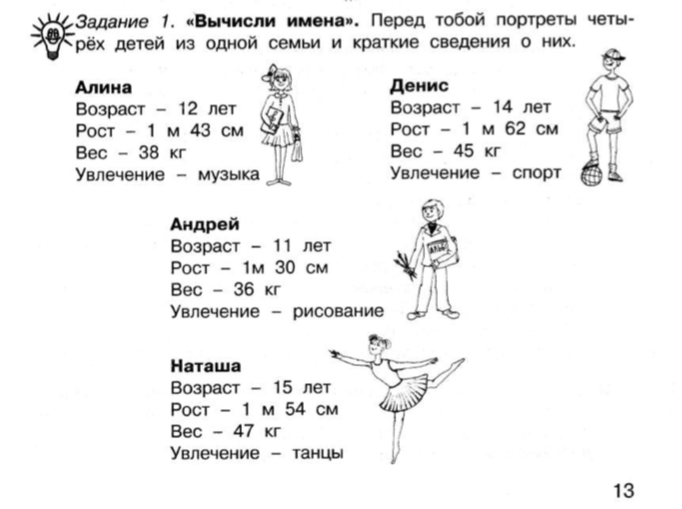 Задание 1. «Вычисли имена». Перед тобой портреты четы-
рёх детей из одной семьи и краткие сведения о них.
Алина
Возраст – 12 лет
Рост – 1 м 43 см
Вес – 38 кг
Увлечение – музыка
Денис
Возраст – 14 лет
Рост – 1 м 62 см
Вес – 45 кг
Увлечение – спорт
Андрей
Возраст – 11 лет
Рост – 1м 30 см
Вес – 36 кг
Увлечение – рисование
Наташа
Возраст – 15 лет
Рост – 1 м 54 см
Вес – 47 кг
Увлечение – танцы
13